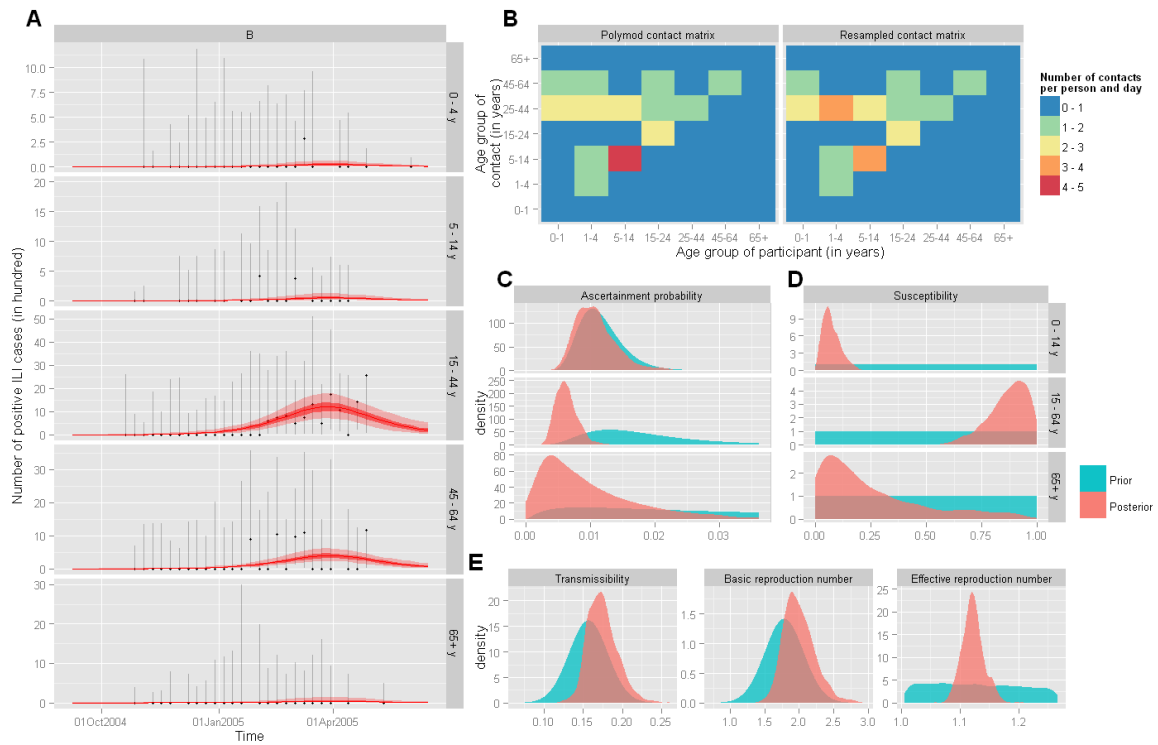 A
B
Number of positive ILI cases (in hundred)
10.0
7.5
5.0
2.5
0.0
0 - 4 y
20
15
10
5
0
5 - 14 y
50
40
30
20
10
0
15 - 44 y
30
20
10
0
45 - 64 y
30
20
10
0
65+ y
01Oct2004 01Jan2005 01Apr2005
Time
B
Polymod contact matrix Resampled contact matrix
Age group of
contact (in years)
65+
45-64
25-44
15-24
5-14
1-4
0-1
0-1 1-4 5-14 15-24 25-44 45-64 65+ 0-1 1-4 5-14 15-24 25-44 45-64 65+
Age group of participant (in years)
Number of contacts
per person and day
0 - 1
1 - 2
2 - 3
3 - 4
4 - 5
C
Ascertainment probability
density
100
50
0
250
200
150
100
50
0
80
60
40
20
0
0.00 0.01 0.02 0.03
D
Susceptibility
9
6
3
0
0 - 14 y
4
3
2
1
0
15 - 64 y
2
1
0
65+ y
0.00 0.25 0.50 0.75 1.00
Prior
Posterior
E
Transmissibility Basic reproduction number Effective reproduction number
density
20
15
10
5
0
0.10 0.15 0.20 0.25
1.5
1.0
0.5
0.0
1.0 1.5 2.0 2.5 3.0
25
20
15
10
5
0
1.0 1.1 1.2